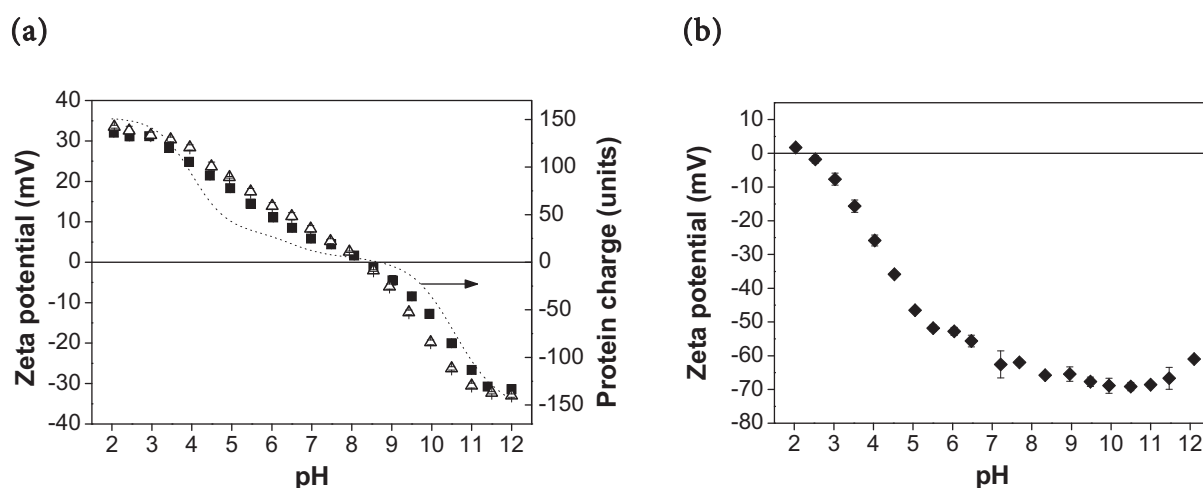 (a)
(b)
Zeta potential (mV)
40
30
20
10
0
-10
-20
-30
-40
2 3 4 5 6 7 8 9 10 11 12
pH
150
100
50
0
-50
-100
-150
Protein charge (units)
Zeta potential (mV)
10
0
-10
-20
-30
-40
-50
-60
-70
-80
2 3 4 5 6 7 8 9 10 11 12
pH